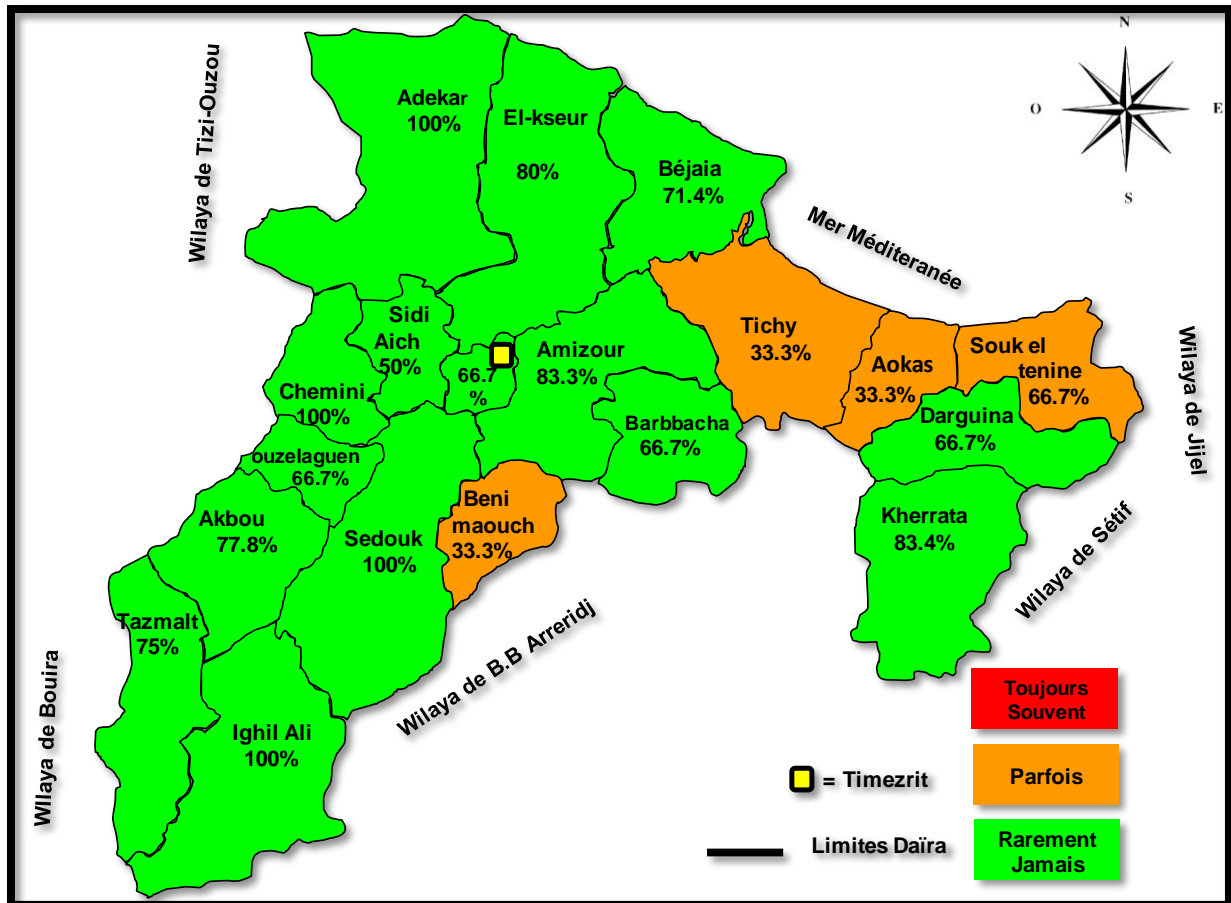 N
O
E
S
Wilaya de Tizi-Ouzou
Adekar
100%
El-kseur
80%
Béjaia
71.4%
Mer Méditeranée
Sidi
Aich
50%
Chemini
100%
66.7
%
Amizour
83.3%
Tichy
33.3%
Aokas
33.3%
Souk el
tenine
66.7%
Wilaya de Jijel
Barbbacha
66.7%
Darguina
66.7%
ouzelaguen
66.7%
Akbou
77.8%
Sedouk
100%
Beni
maouch
33.3%
Kherrata
83.4%
Wilaya de Sétif
Tazmalt
75%
Wilaya de B.B Arreridj
Wilaya de Bouira
Ighil Ali
100%
Toujours
Souvent
= Timezrit
Parfois
Limites Daïra
Rarement
Jamais